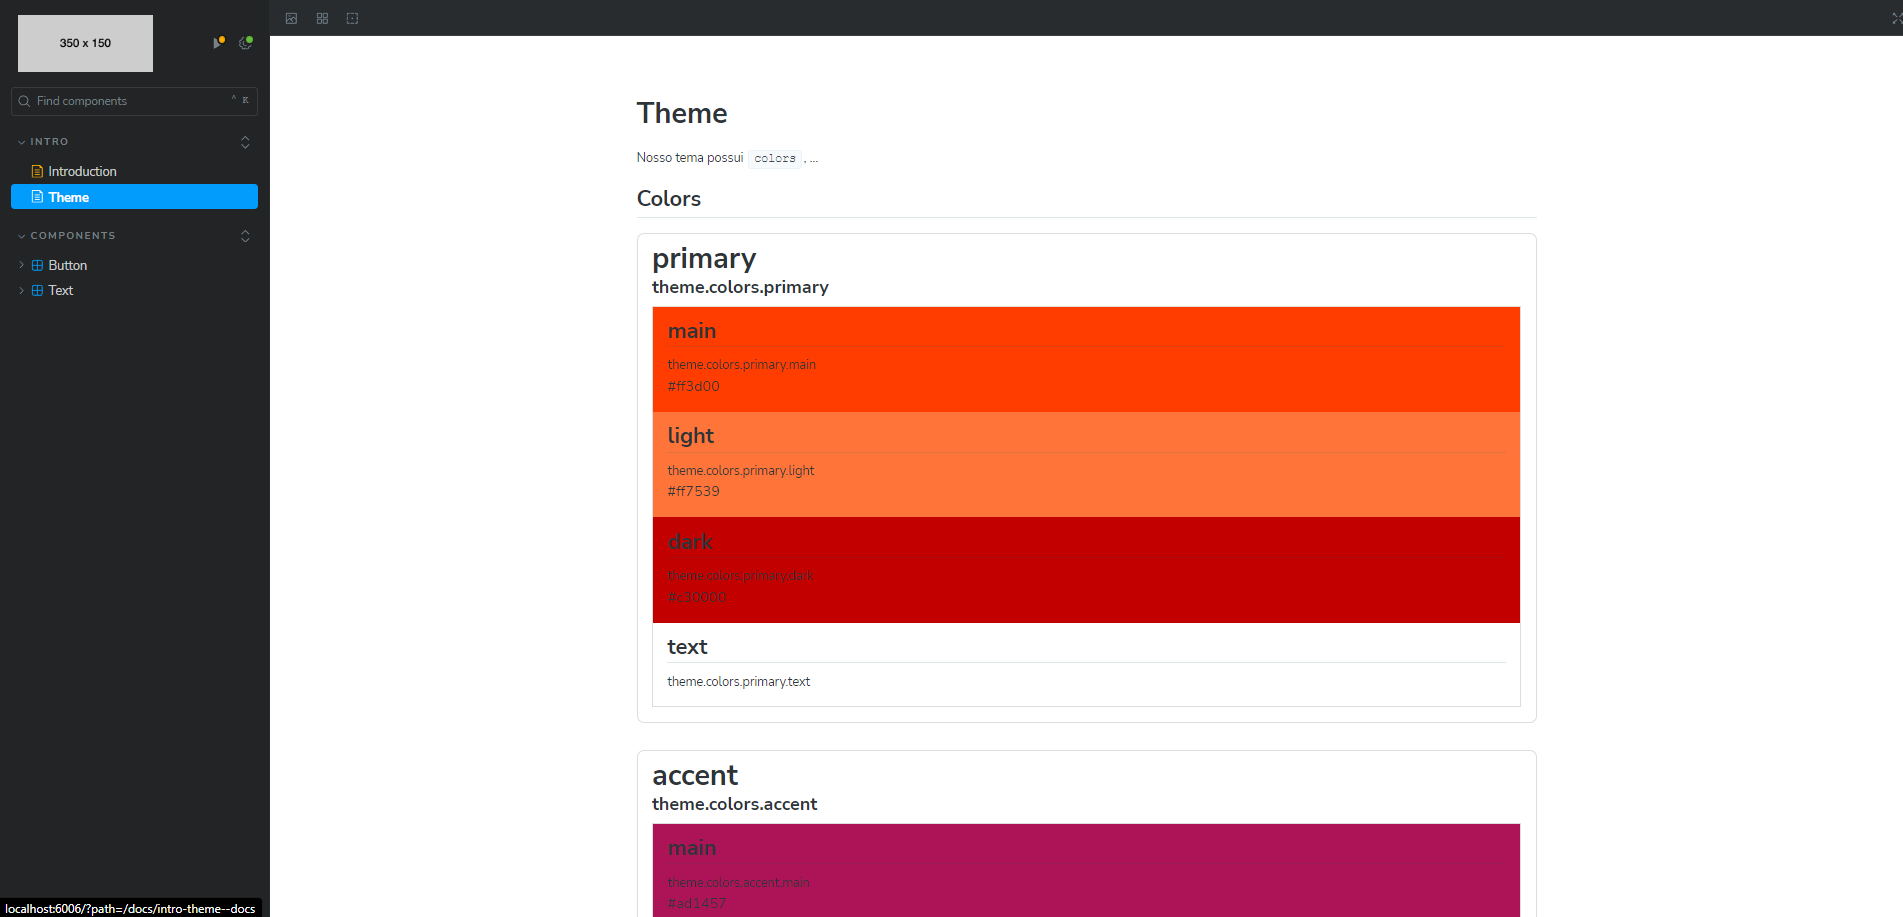 350 x 150
Find components
^ K
INTRO
Introduction
Theme
COMPONENTS
Button
Text
Theme
Nosso tema possui colors, ...
Colors
primary
theme.colors.primary
main
theme.colors.primary.main
#ff3d00
light
theme.colors.primary.light
#ff7539
dark
theme.colors.primary.dark
#c30000
text
theme.colors.primary.text
accent
theme.colors.accent
main
theme.colors.accent.main
#ad1457
localhost:6006/?path=/docs/intro-theme--docs